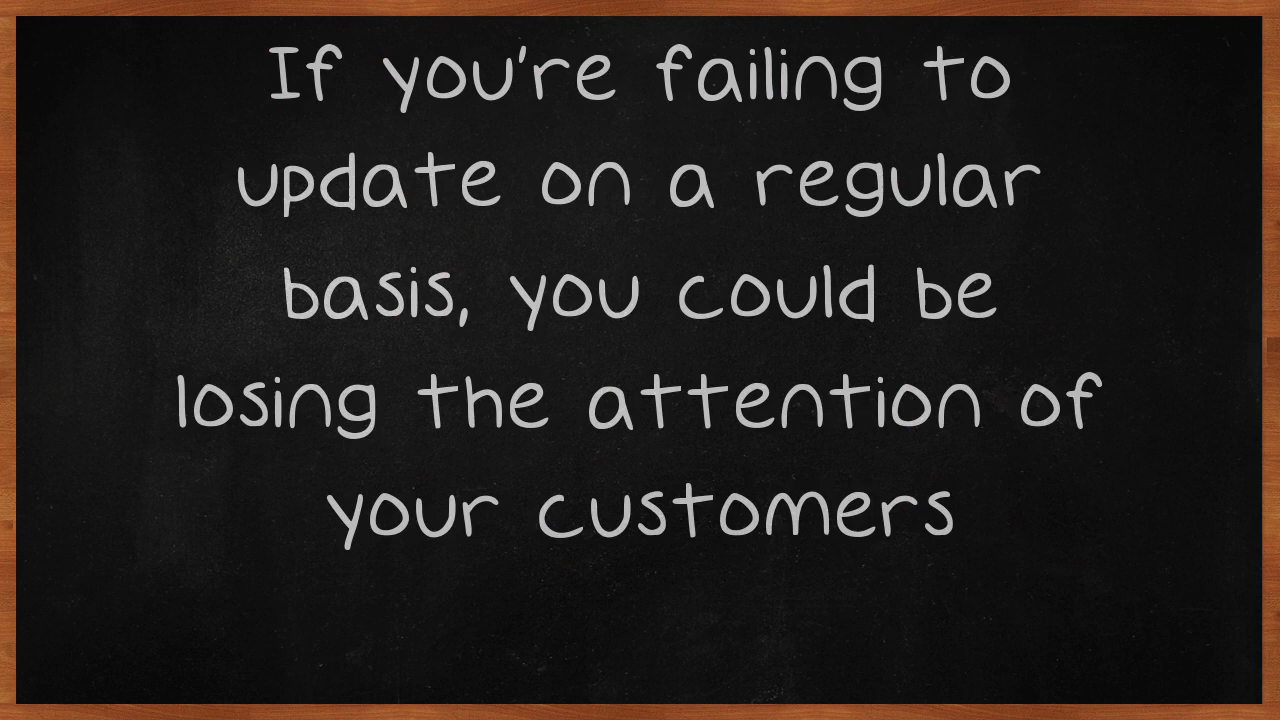 If you're failing to
update on a regular
basis, you could be
losing the attention of
your customers